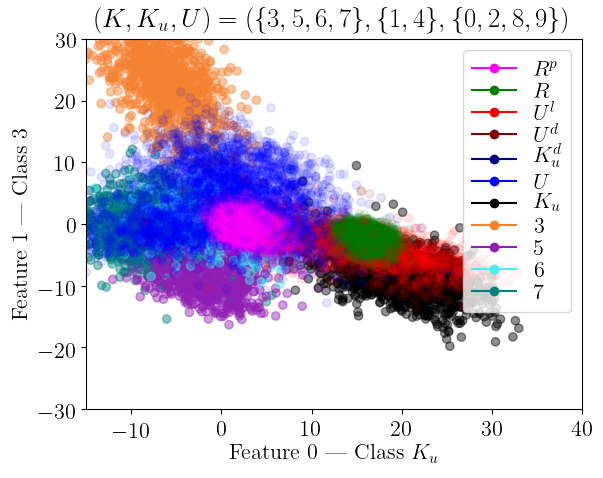 (K, K_u, U) = ({3, 5, 6, 7}, {1, 4}, {0, 2, 8, 9})
30
20
10
0
−10
−20
−30
Feature 1 — Class 3
−10
0
10
20
30
40
Feature 0 — Class K_u
R^p
R
U^l
U^d
K_u^d
U
K_u
3
5
6
7